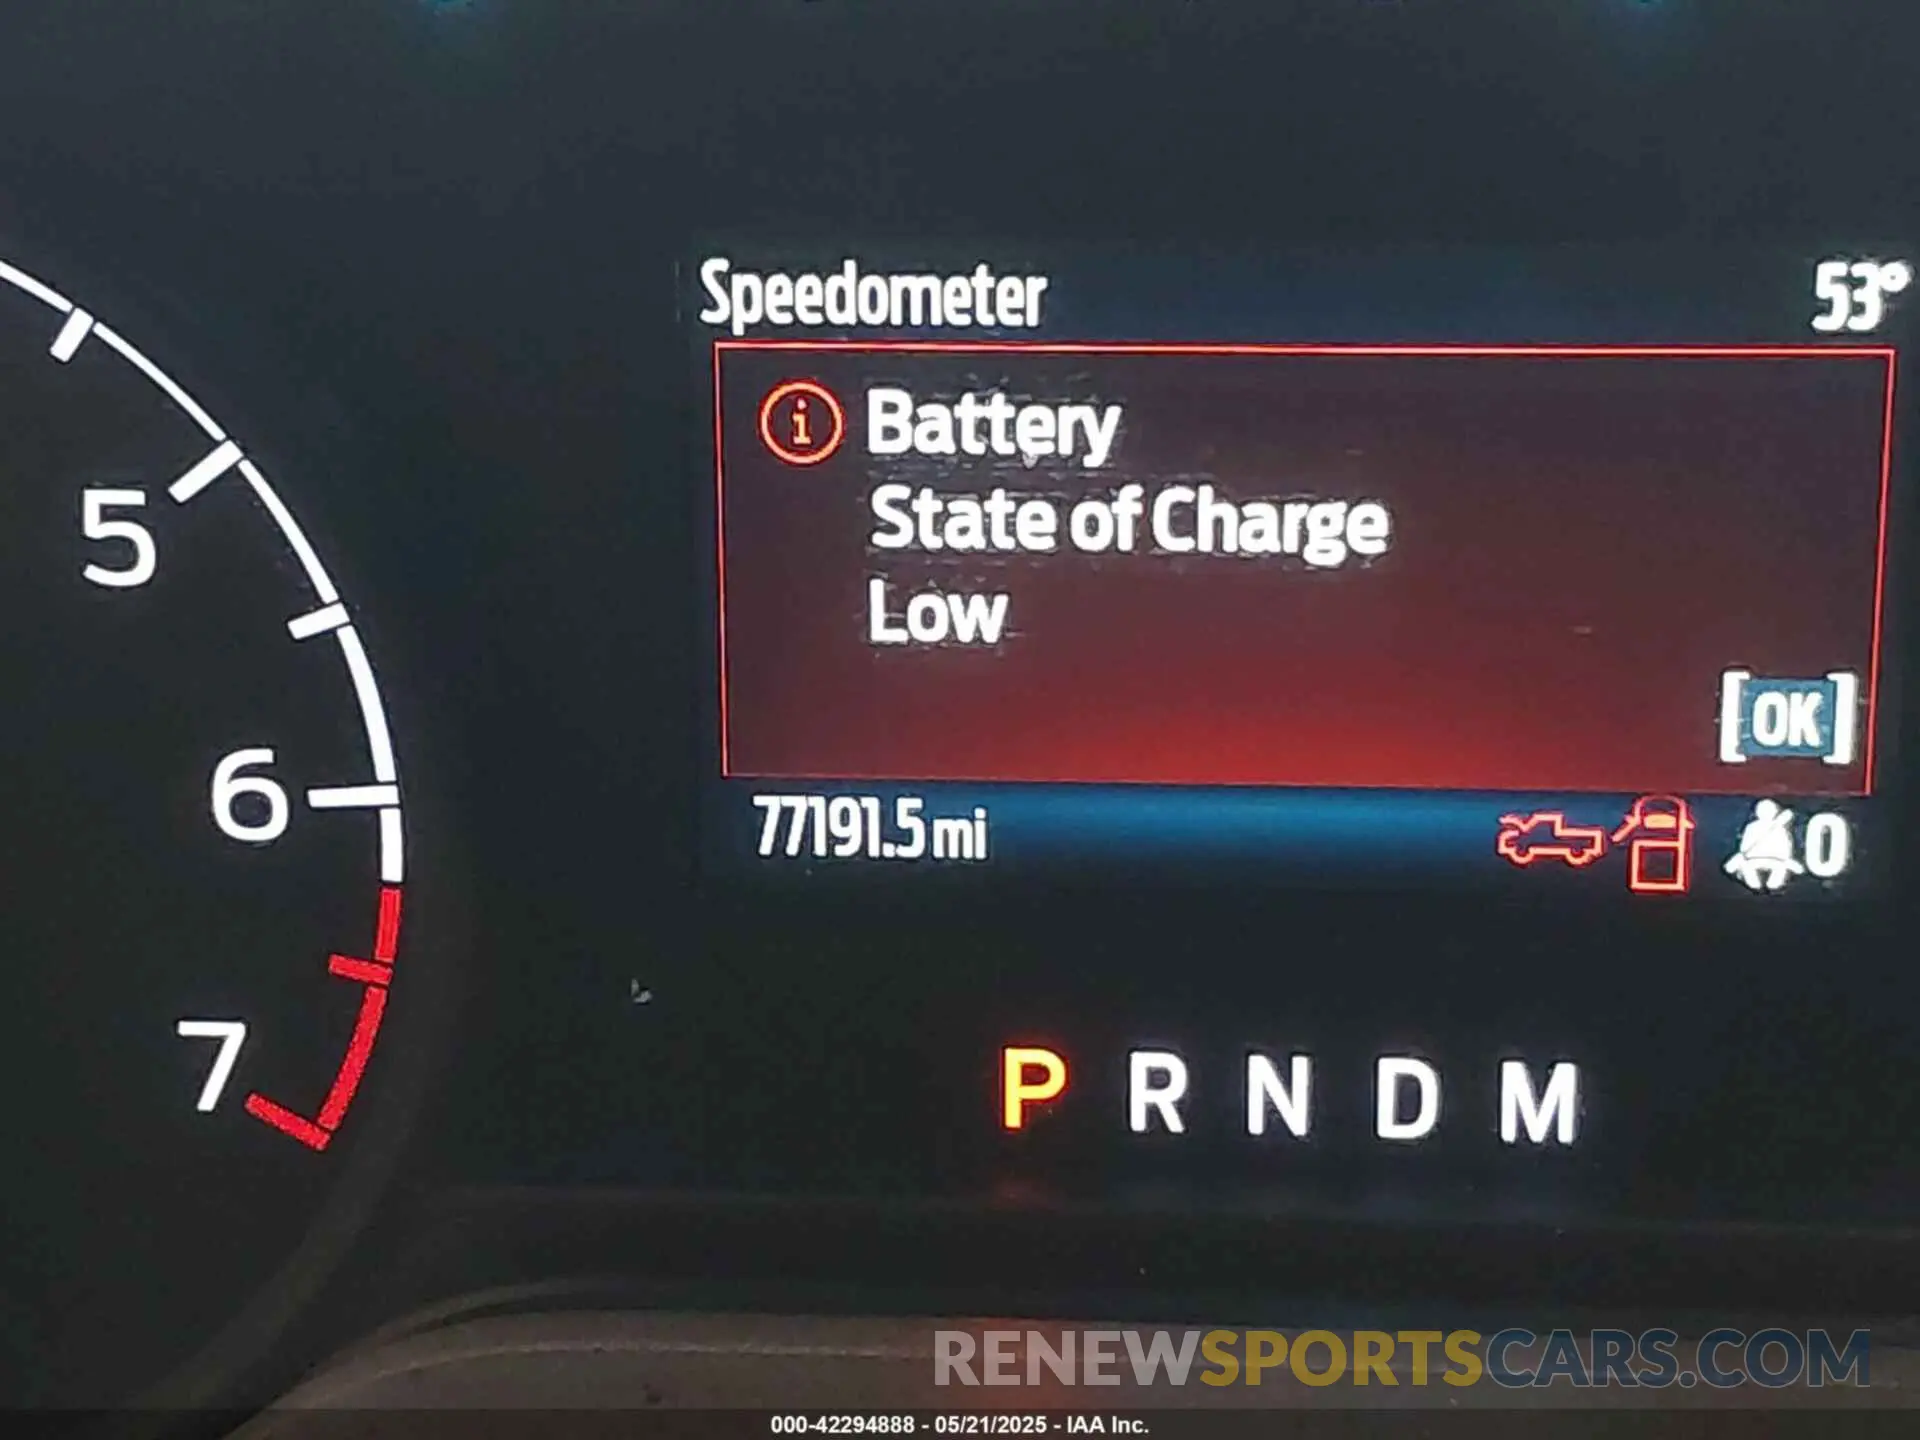 Speedometer 53°
i Battery
State of Charge
Low
[OK]
77191.5 mi 0
5
6
7
P R N D M
RENEWSPORTSCARS.COM
000-42294888 - 05/21/2025 - IAA Inc.